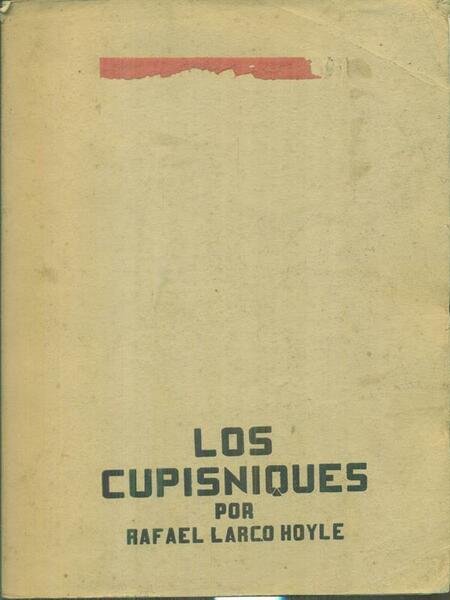 LOS
CUPISNIQUES
POR
RAFAEL LARCO HOYLE